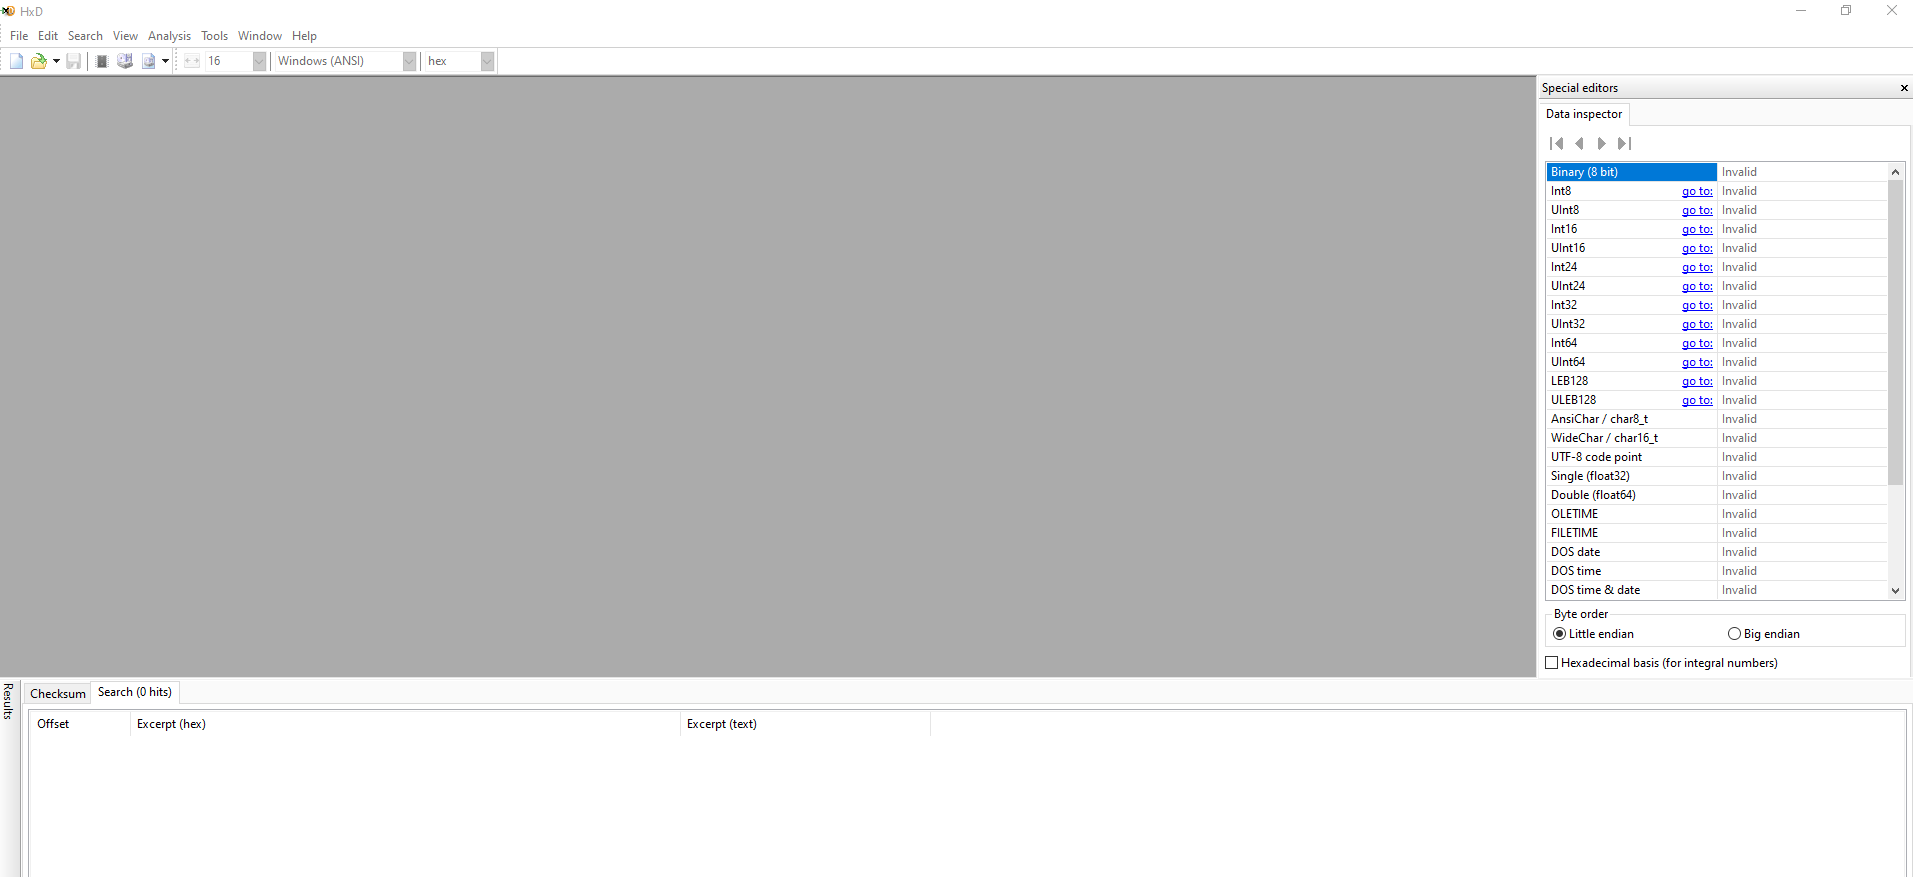 HxD
File Edit Search View Analysis Tools Window Help
16 Windows (ANSI) hex
Special editors
Data inspector
Binary (8 bit) Invalid
Int8 go to: Invalid
UInt8 go to: Invalid
Int16 go to: Invalid
UInt16 go to: Invalid
Int24 go to: Invalid
UInt24 go to: Invalid
Int32 go to: Invalid
UInt32 go to: Invalid
Int64 go to: Invalid
UInt64 go to: Invalid
LEB128 go to: Invalid
ULEB128 go to: Invalid
AnsiChar / char8_t Invalid
WideChar / char16_t Invalid
UTF-8 code point Invalid
Single (float32) Invalid
Double (float64) Invalid
OLETIME Invalid
FILETIME Invalid
DOS date Invalid
DOS time Invalid
DOS time & date Invalid
Byte order
Little endian Big endian
Hexadecimal basis (for integral numbers)
Results
Checksum Search (0 hits)
Offset Excerpt (hex) Excerpt (text)